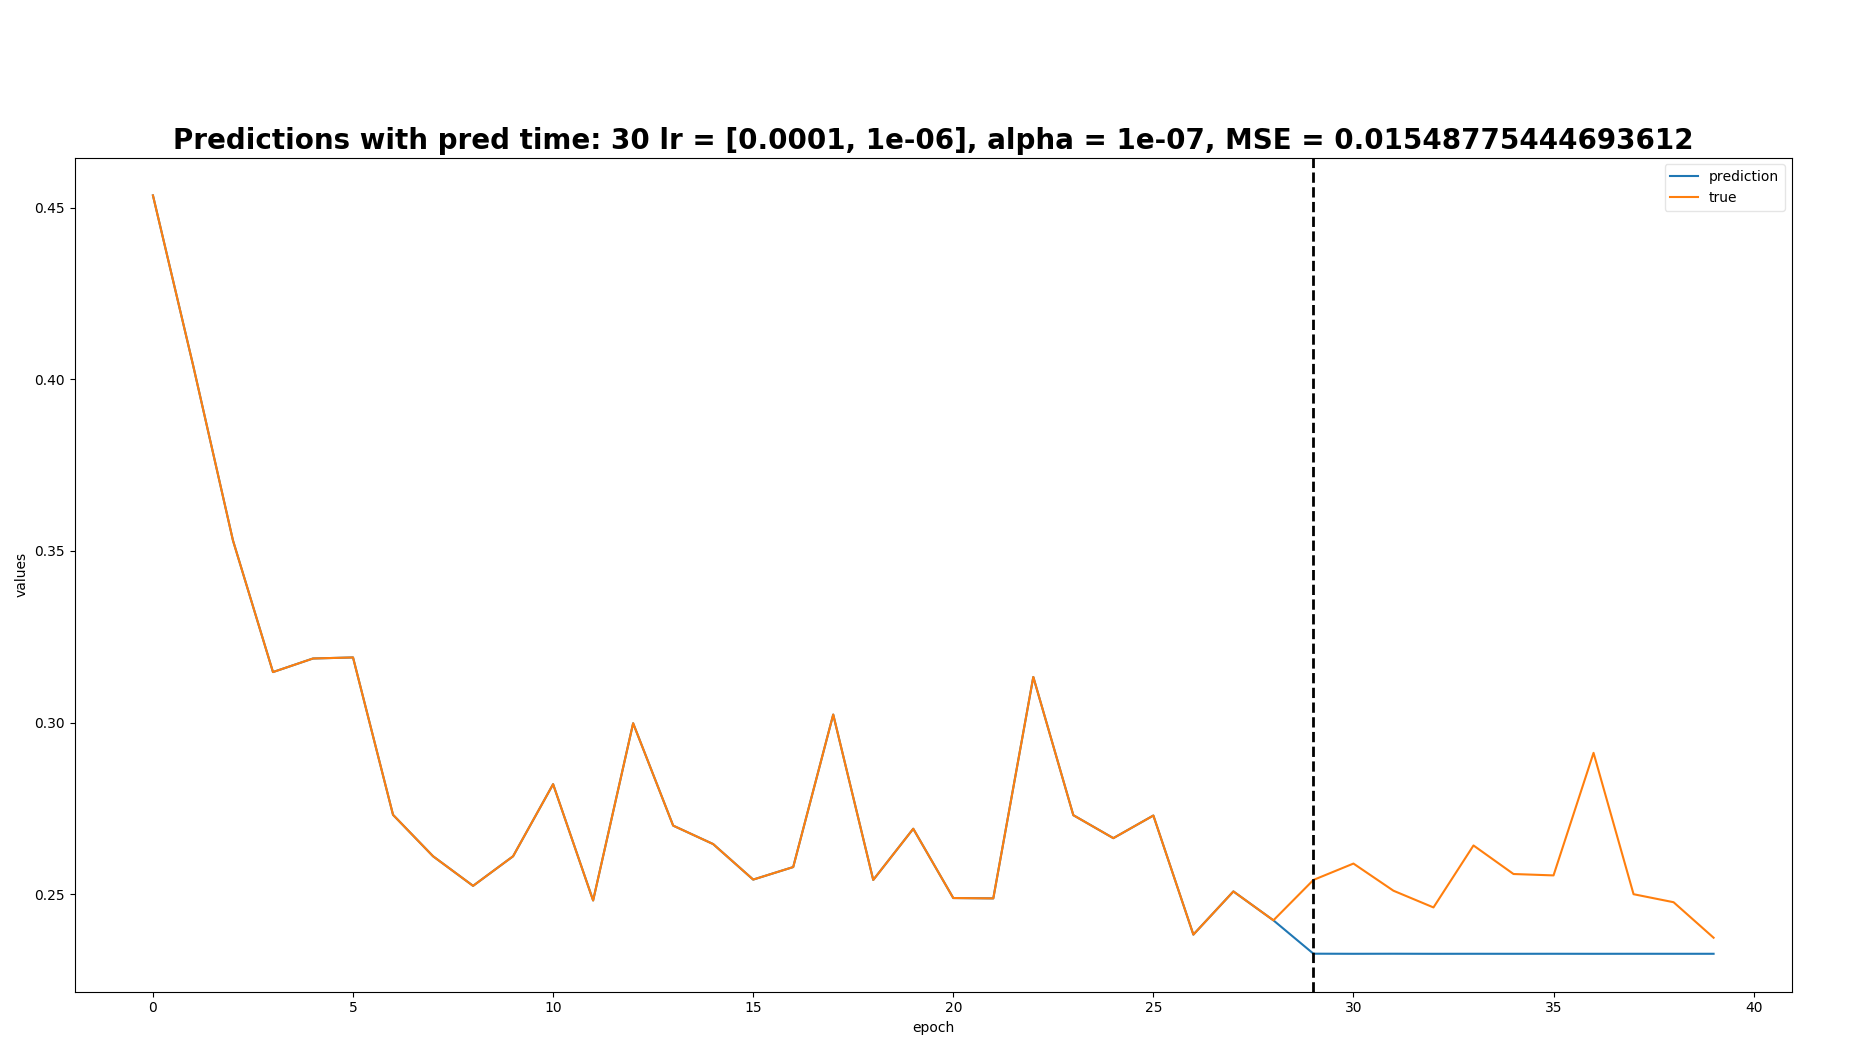 Predictions with pred time: 30 lr = [0.0001, 1e-06], alpha = 1e-07, MSE = 0.01548775444693612
prediction
true
0.45
0.40
0.35
0.30
0.25
values
0 5 10 15 20 25 30 35 40
epoch